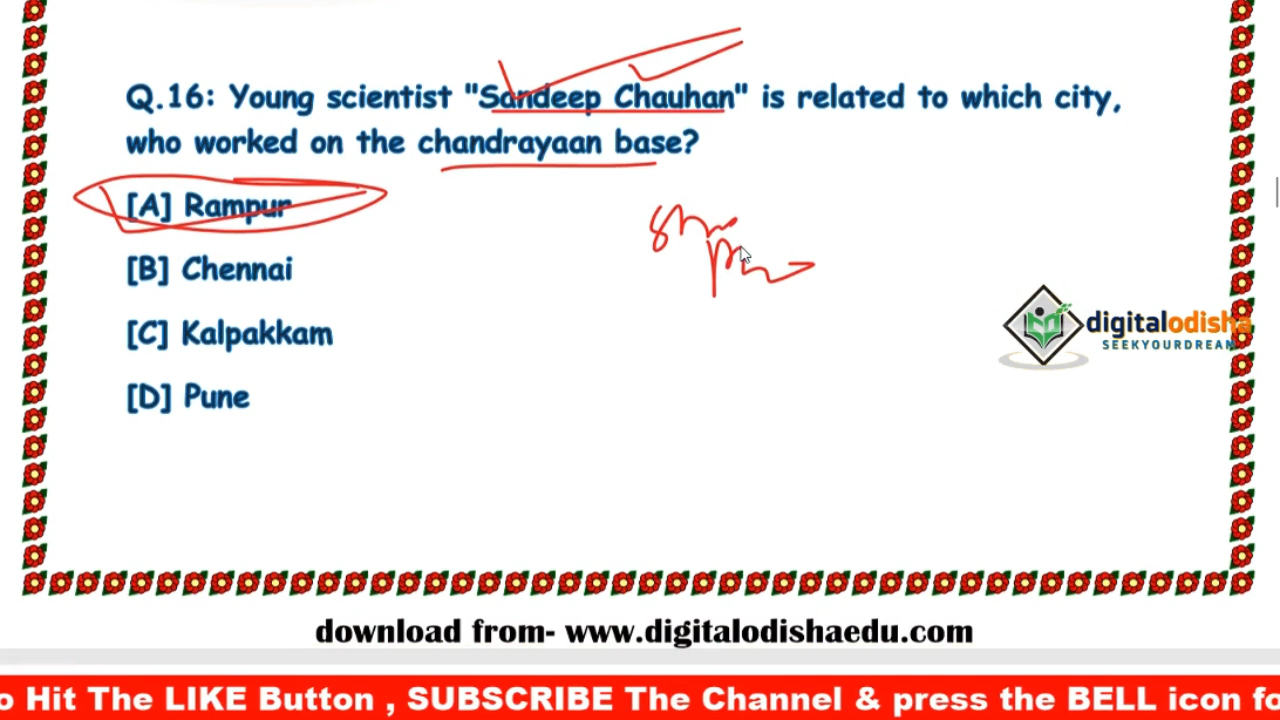 Q.16: Young scientist "Sandeep Chauhan" is related to which city,
who worked on the chandrayaan base?
[A] Rampur
[B] Chennai
[C] Kalpakkam
[D] Pune
digitalodisha
SEEKYOURDREAM
download from- www.digitalodishaedu.com
o Hit The LIKE Button , SUBSCRIBE The Channel & press the BELL icon fo